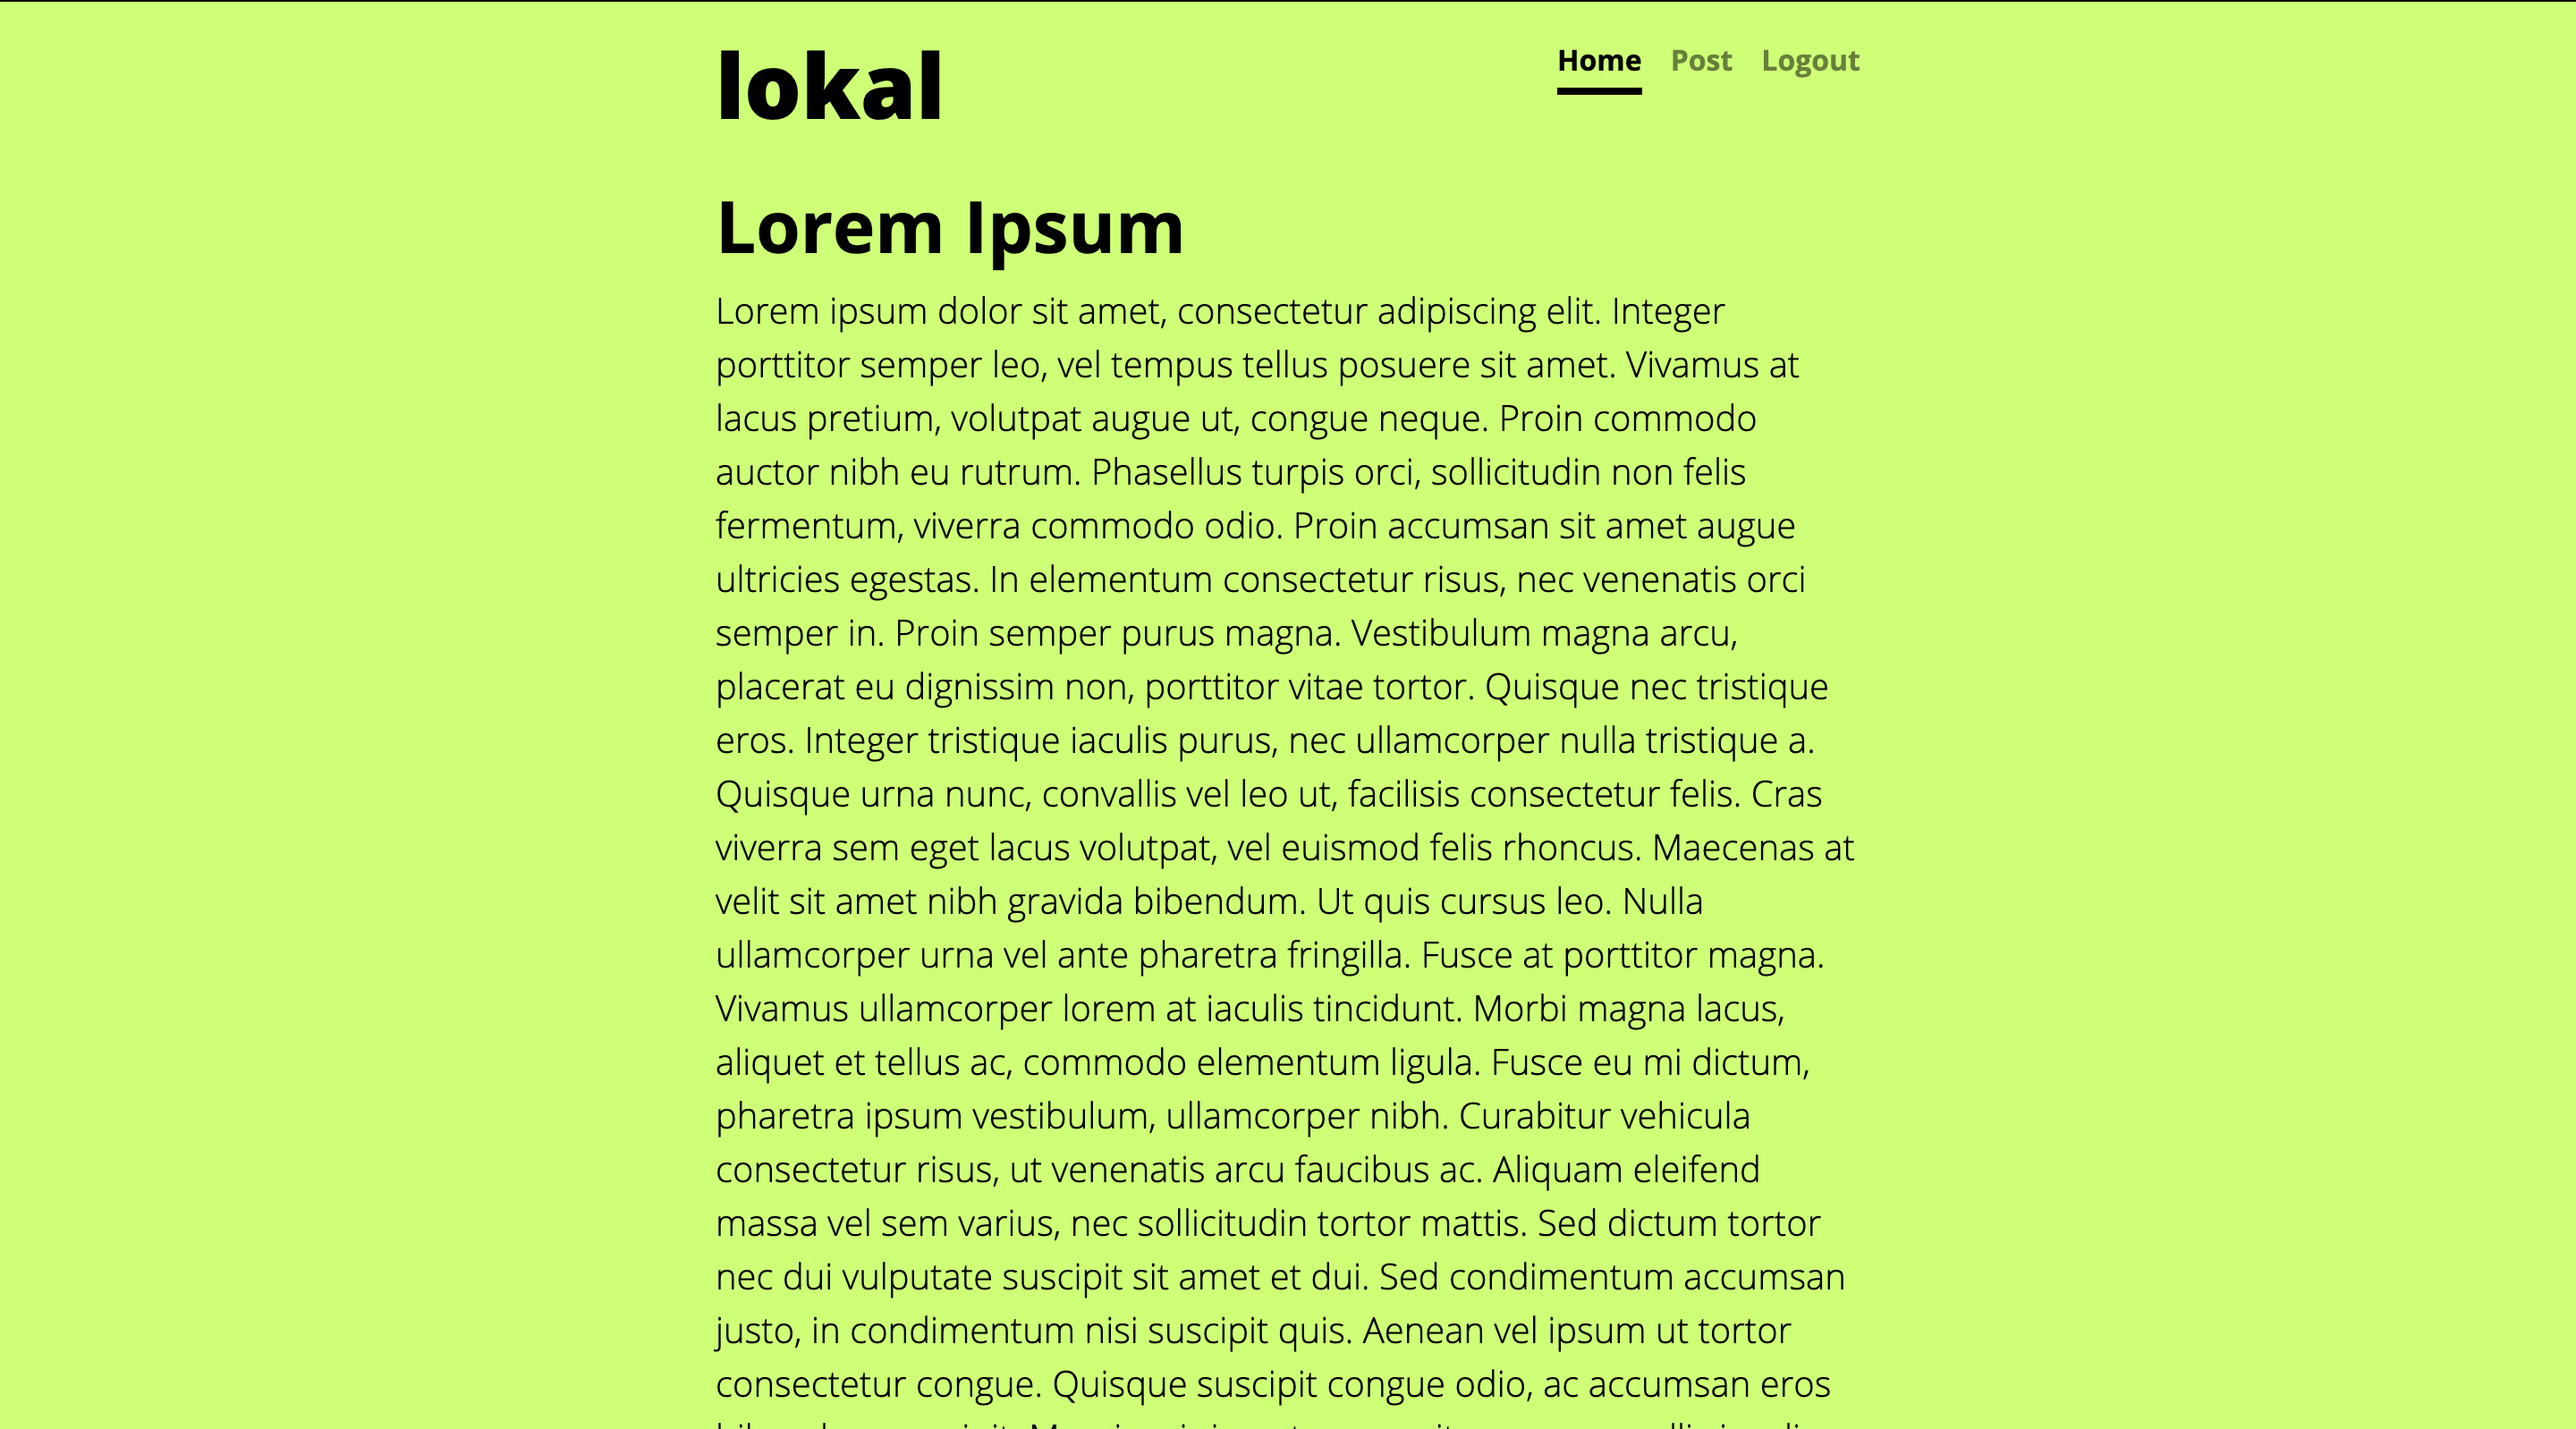 lokal
Home Post Logout
Lorem Ipsum
Lorem ipsum dolor sit amet, consectetur adipiscing elit. Integer
porttitor semper leo, vel tempus tellus posuere sit amet. Vivamus at
lacus pretium, volutpat augue ut, congue neque. Proin commodo
auctor nibh eu rutrum. Phasellus turpis orci, sollicitudin non felis
fermentum, viverra commodo odio. Proin accumsan sit amet augue
ultricies egestas. In elementum consectetur risus, nec venenatis orci
semper in. Proin semper purus magna. Vestibulum magna arcu,
placerat eu dignissim non, porttitor vitae tortor. Quisque nec tristique
eros. Integer tristique iaculis purus, nec ullamcorper nulla tristique a.
Quisque urna nunc, convallis vel leo ut, facilisis consectetur felis. Cras
viverra sem eget lacus volutpat, vel euismod felis rhoncus. Maecenas at
velit sit amet nibh gravida bibendum. Ut quis cursus leo. Nulla
ullamcorper urna vel ante pharetra fringilla. Fusce at porttitor magna.
Vivamus ullamcorper lorem at iaculis tincidunt. Morbi magna lacus,
aliquet et tellus ac, commodo elementum ligula. Fusce eu mi dictum,
pharetra ipsum vestibulum, ullamcorper nibh. Curabitur vehicula
consectetur risus, ut venenatis arcu faucibus ac. Aliquam eleifend
massa vel sem varius, nec sollicitudin tortor mattis. Sed dictum tortor
nec dui vulputate suscipit sit amet et dui. Sed condimentum accumsan
justo, in condimentum nisi suscipit quis. Aenean vel ipsum ut tortor
consectetur congue. Quisque suscipit congue odio, ac accumsan eros